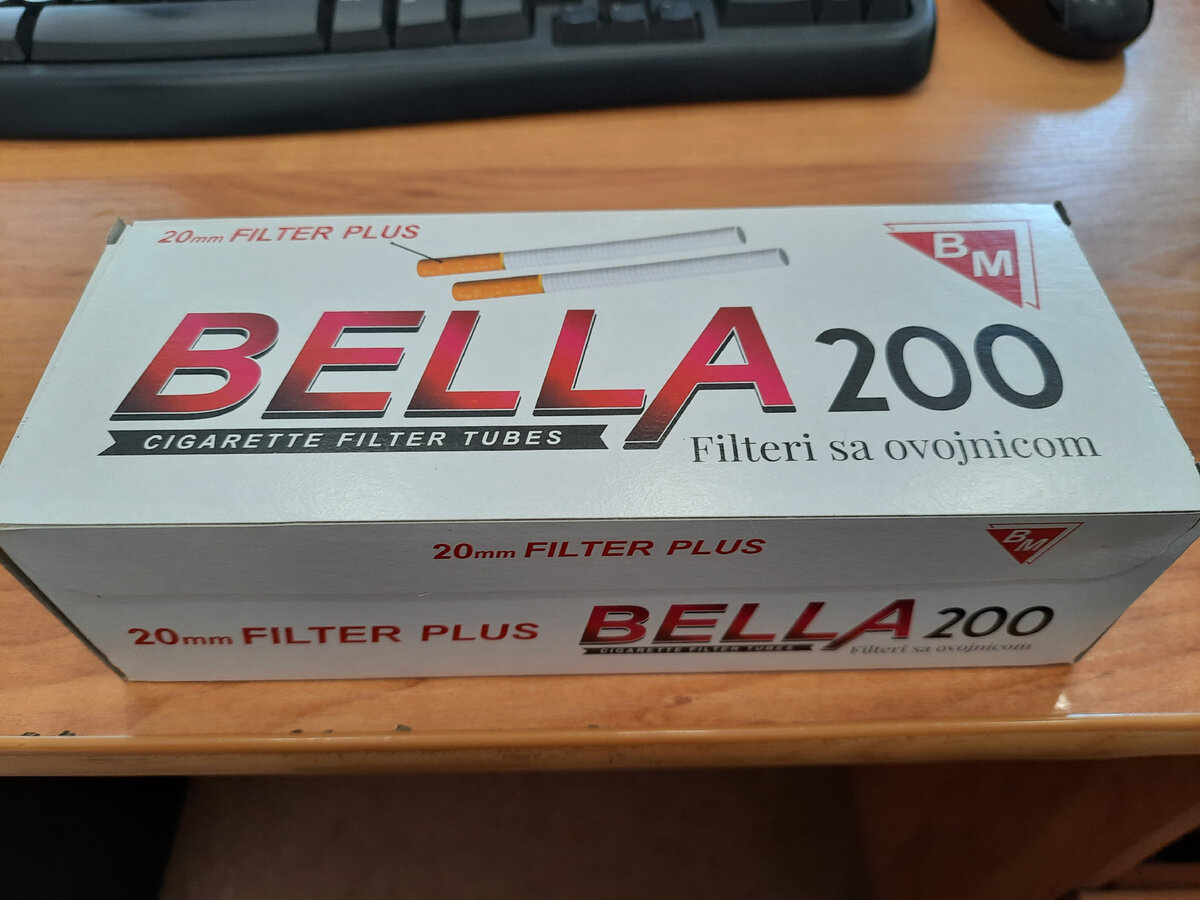 20mm FILTER PLUS
BM
BELLA 200
CIGARETTE FILTER TUBES
Filteri sa ovojnicom
20mm FILTER PLUS
BM
20mm FILTER PLUS
BELLA 200
CIGARETTE FILTER TUBES
Filteri sa ovojnicom